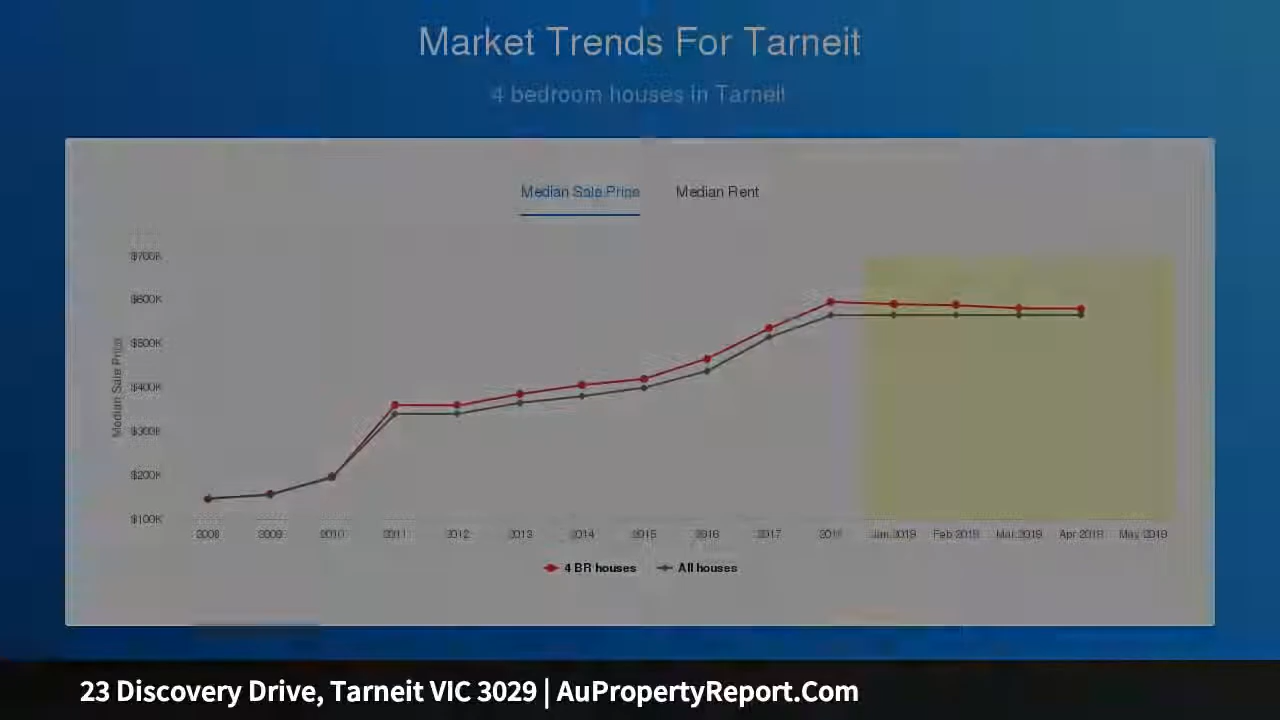 Market Trends For Tarneit
4 bedroom houses in Tarneit
Median Sale Price Median Rent
$700K
$600K
$500K
$400K
$300K
$200K
$100K
Median Sale Price
2008 2009 2010 2011 2012 2013 2014 2015 2016 2017 2018 Jan 2019 Feb 2019 Mar 2019 Apr 2019 May 2019
4 BR houses All houses
23 Discovery Drive, Tarneit VIC 3029 | AuPropertyReport.Com